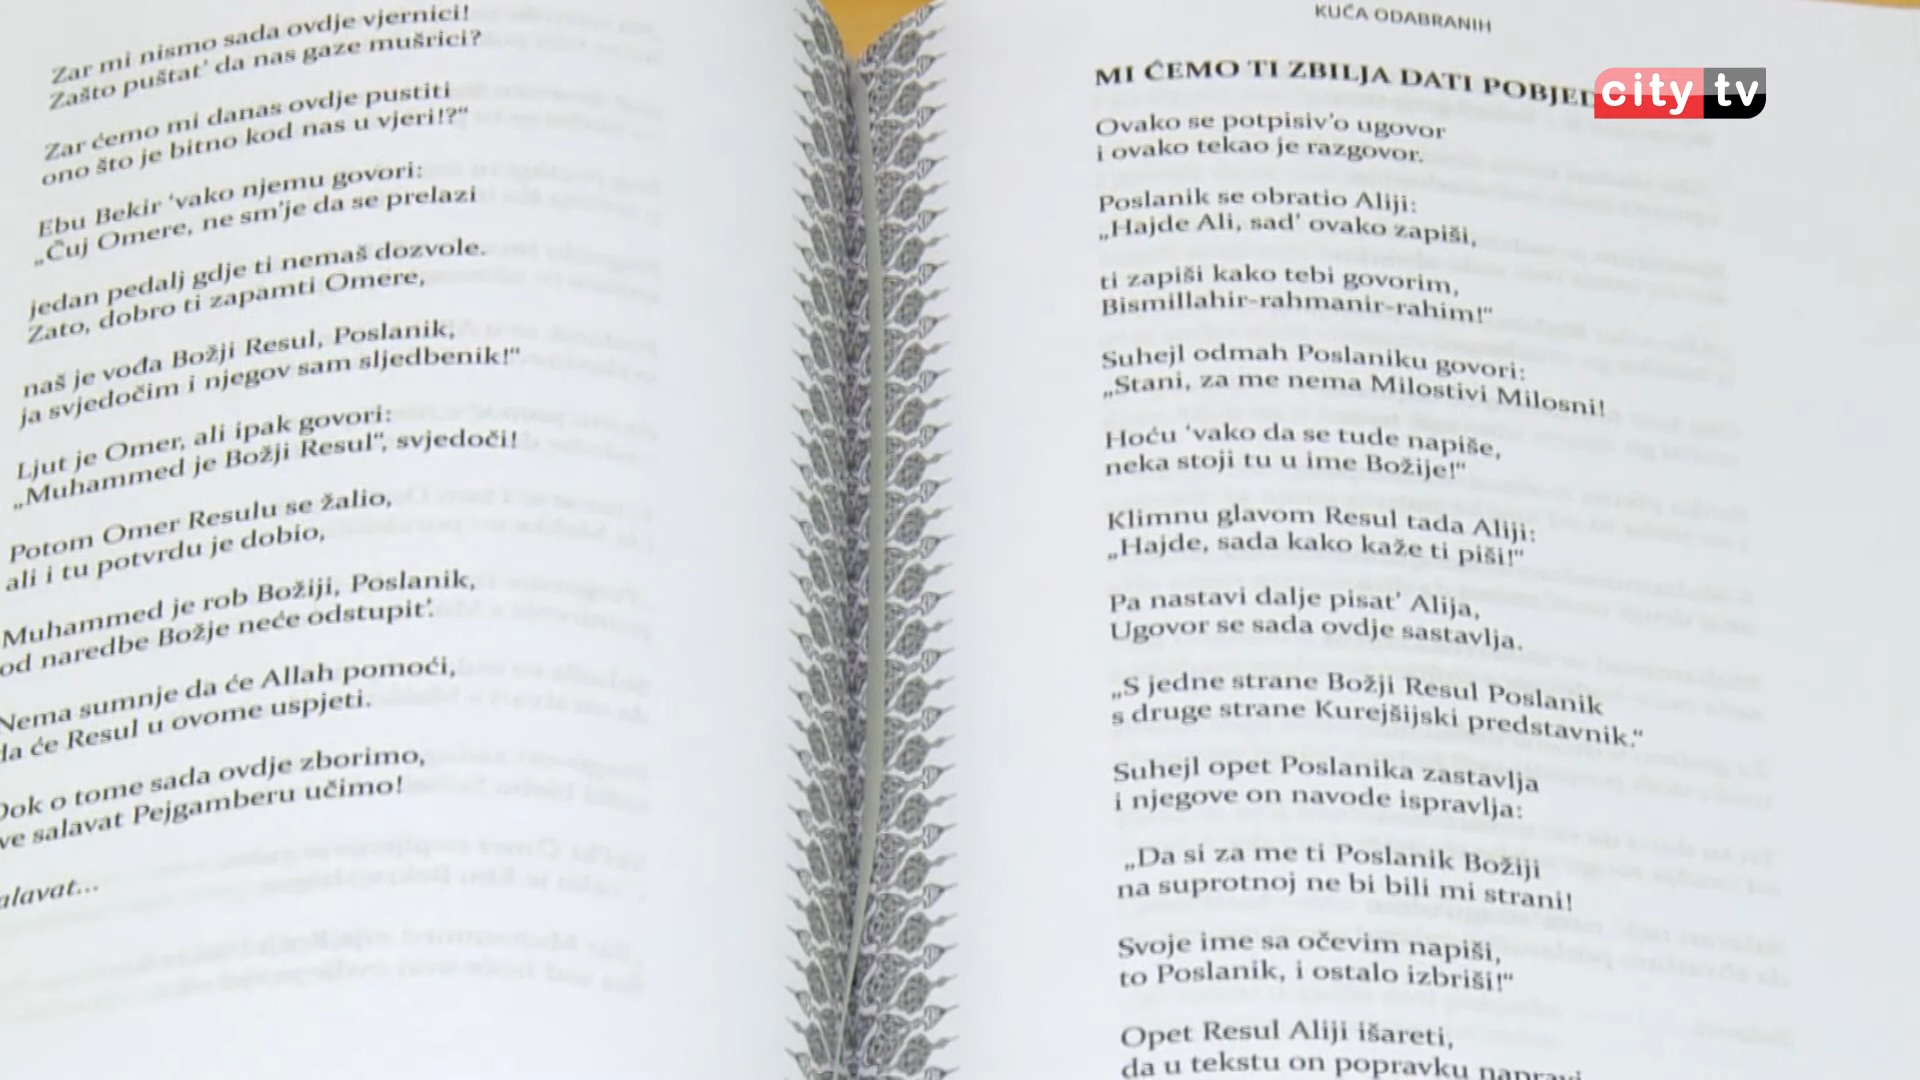 Zar mi nismo sada ovdje vjernici!
Zašto puštat’ da nas gaze mušrici?
Zar ćemo mi danas ovdje pustiti
ono što je bitno kod nas u vjeri!?“
Ebu Bekir ‘vako njemu govori:
„Čuj Omere, ne sm’je da se prelazi
jedan pedalj gdje ti nemaš dozvole.
Zato, dobro ti zapamti Omere,
naš je vođa Božji Resul, Poslanik,
ja svjedočim i njegov sam sljedbenik!“
Ljut je Omer, ali ipak govori:
„Muhammed je Božji Resul“, svjedoči!
Potom Omer Resulu se žalio,
ali i tu potvrdu je dobio,
Muhammed je rob Božiji, Poslanik,
od naredbe Božje neće odstupit’.
Nema sumnje da će Allah pomoći,
da će Resul u ovome uspjeti.
Dok o tome sada ovdje zborimo,
salavat Pejgamberu učimo!
KUĆA ODABRANIH
MI ĆEMO TI ZBILJA DATI
city tv
Ovako se potpisiv’o ugovor
i ovako tekao je razgovor.
Poslanik se obratio Aliji:
„Hajde Ali, sad’ ovako zapiši,
ti zapiši kako tebi govorim,
Bismillahir-rahmanir-rahim!“
Suhejl odmah Poslaniku govori:
„Stani, za me nema Milostivi Milosni!
Hoću ‘vako da se tude napiše,
neka stoji tu u ime Božije!“
Klimnu glavom Resul tada Aliji:
„Hajde, sada kako kaže ti piši!“
Pa nastavi dalje pisat’ Alija,
Ugovor se sada ovdje sastavlja.
„S jedne strane Božji Resul Poslanik
s druge strane Kurejšijski predstavnik.“
Suhejl opet Poslanika zastavlja
i njegove on navode ispravlja:
„Da si za me ti Poslanik Božiji
na suprotnoj ne bi bili mi strani!
Svoje ime sa očevim napiši,
to Poslanik, i ostalo izbriši!“
Opet Resul Aliji išareti,
da u tekstu on popravku napravi